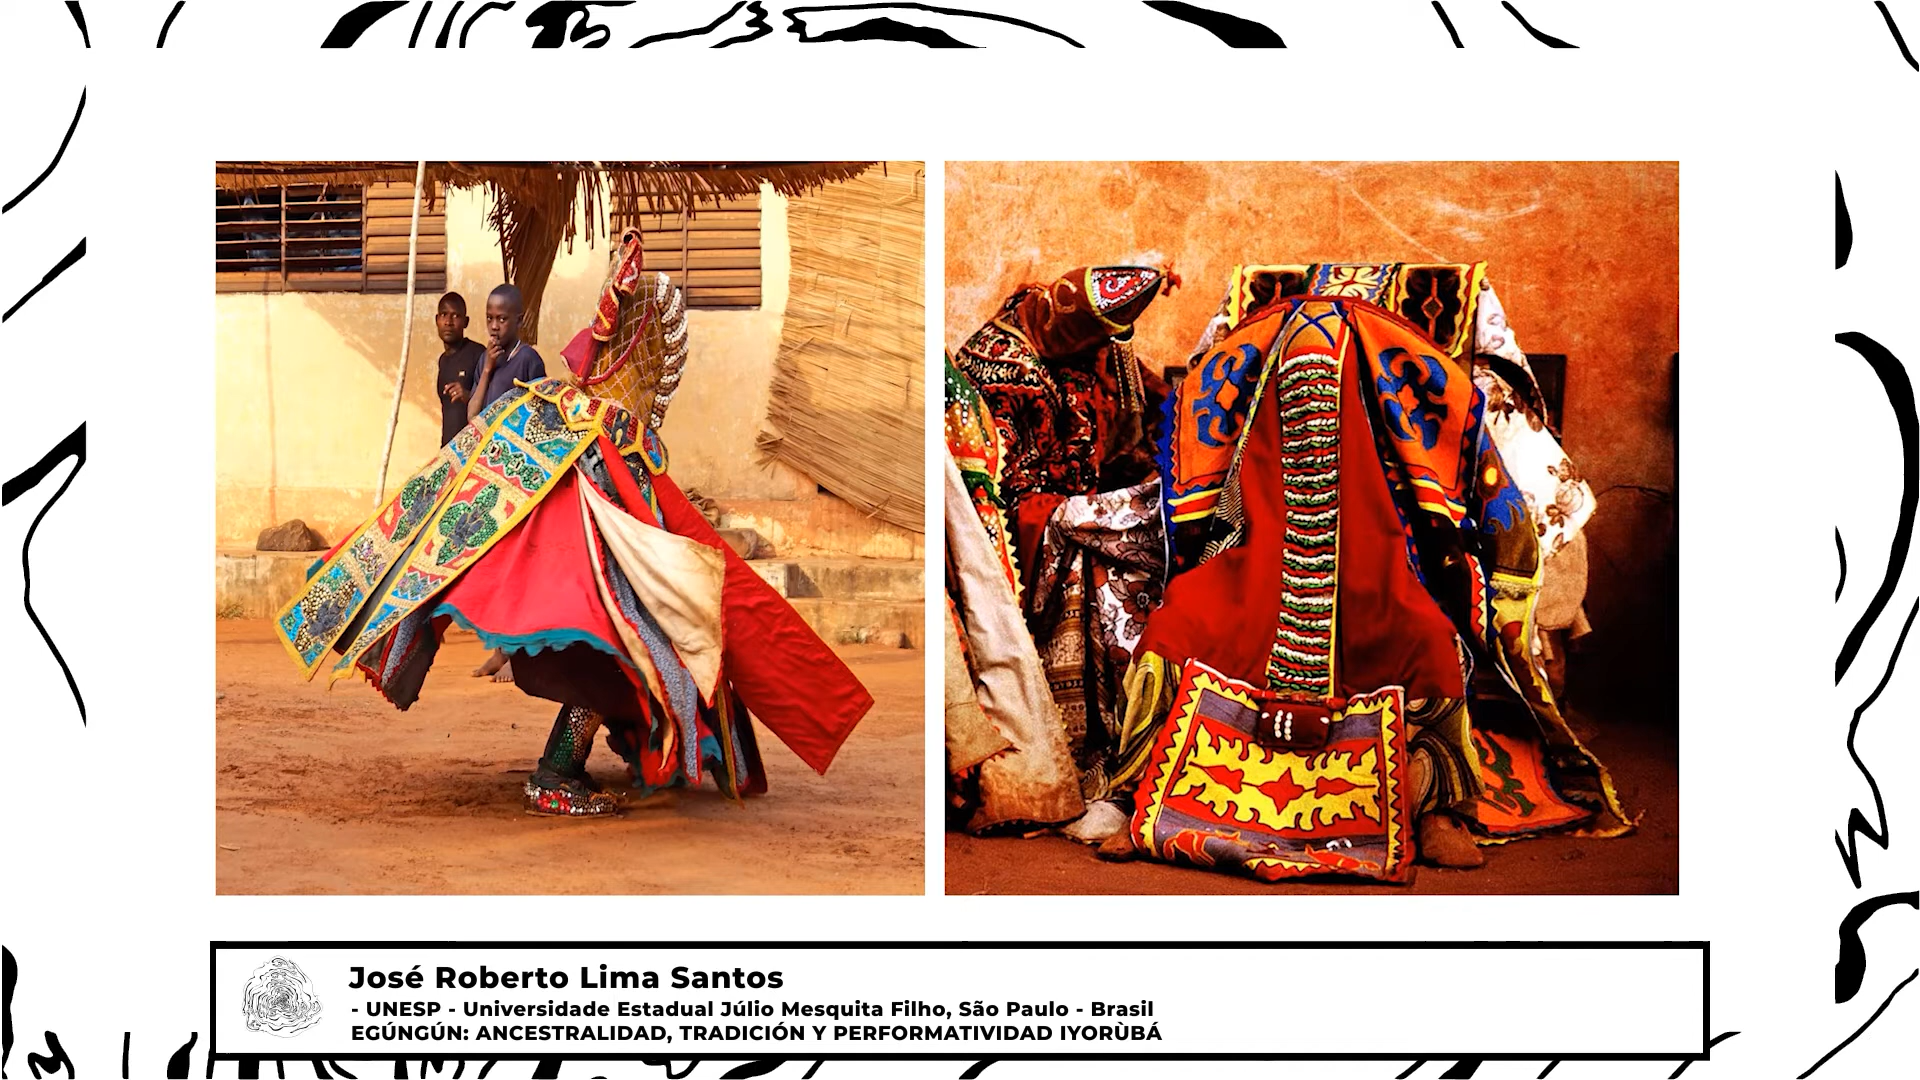 José Roberto Lima Santos
- UNESP - Universidade Estadual Júlio Mesquita Filho, São Paulo - Brasil
EGÚNGÚN: ANCESTRALIDAD, TRADICIÓN Y PERFORMATIVIDAD IYORÙBÁ